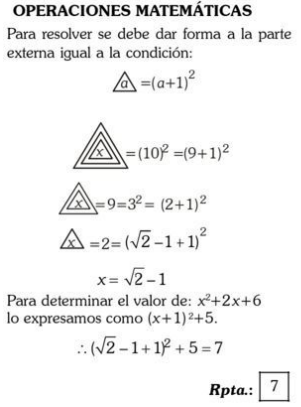 OPERACIONES MATEMÁTICAS
Para resolver se debe dar forma a la parte
externa igual a la condición:
a =(a+1)²
x =(10)² =(9+1)²
x =9=3²= (2+1)²
x =2=(√2 −1+1)²
x= √2 −1
Para determinar el valor de: x²+2x+6
lo expresamos como (x+1)²+5.
∴ (√2 −1+1)² +5 = 7
Rpta.: 7